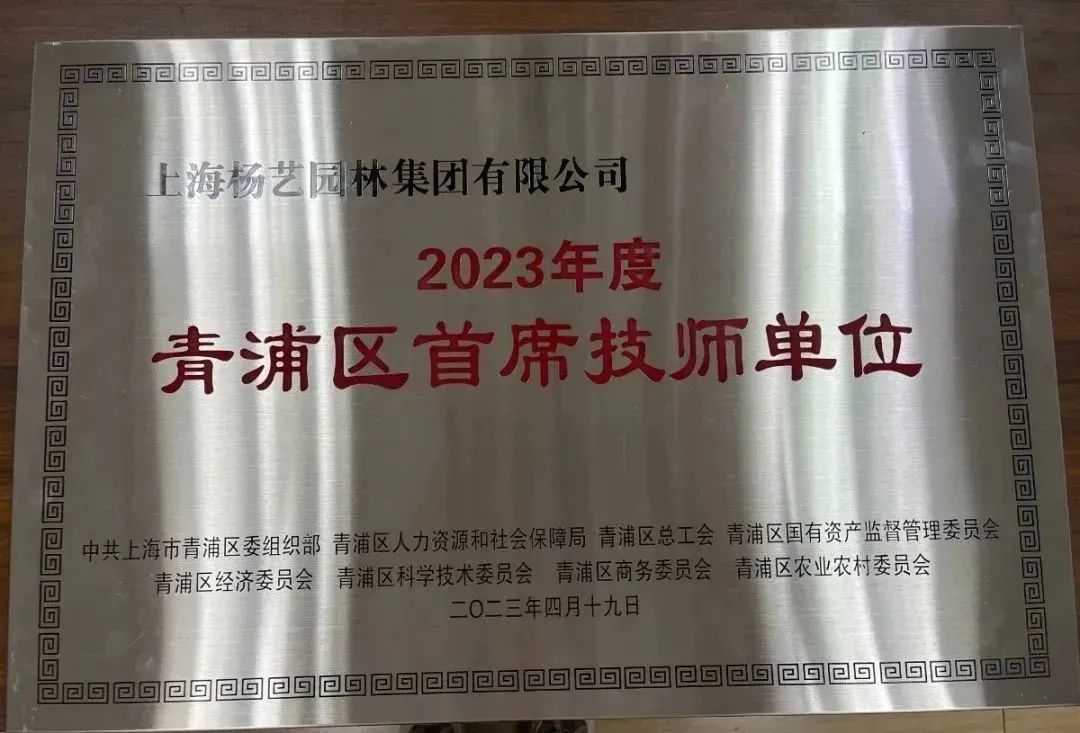 上海杨艺园林集团有限公司
2023年度
青浦区首席技师单位
中共上海市青浦区委组织部 青浦区人力资源和社会保障局 青浦区总工会 青浦区国有资产监督管理委员会
青浦区经济委员会 青浦区科学技术委员会 青浦区商务委员会 青浦区农业农村委员会
二〇二三年四月十九日